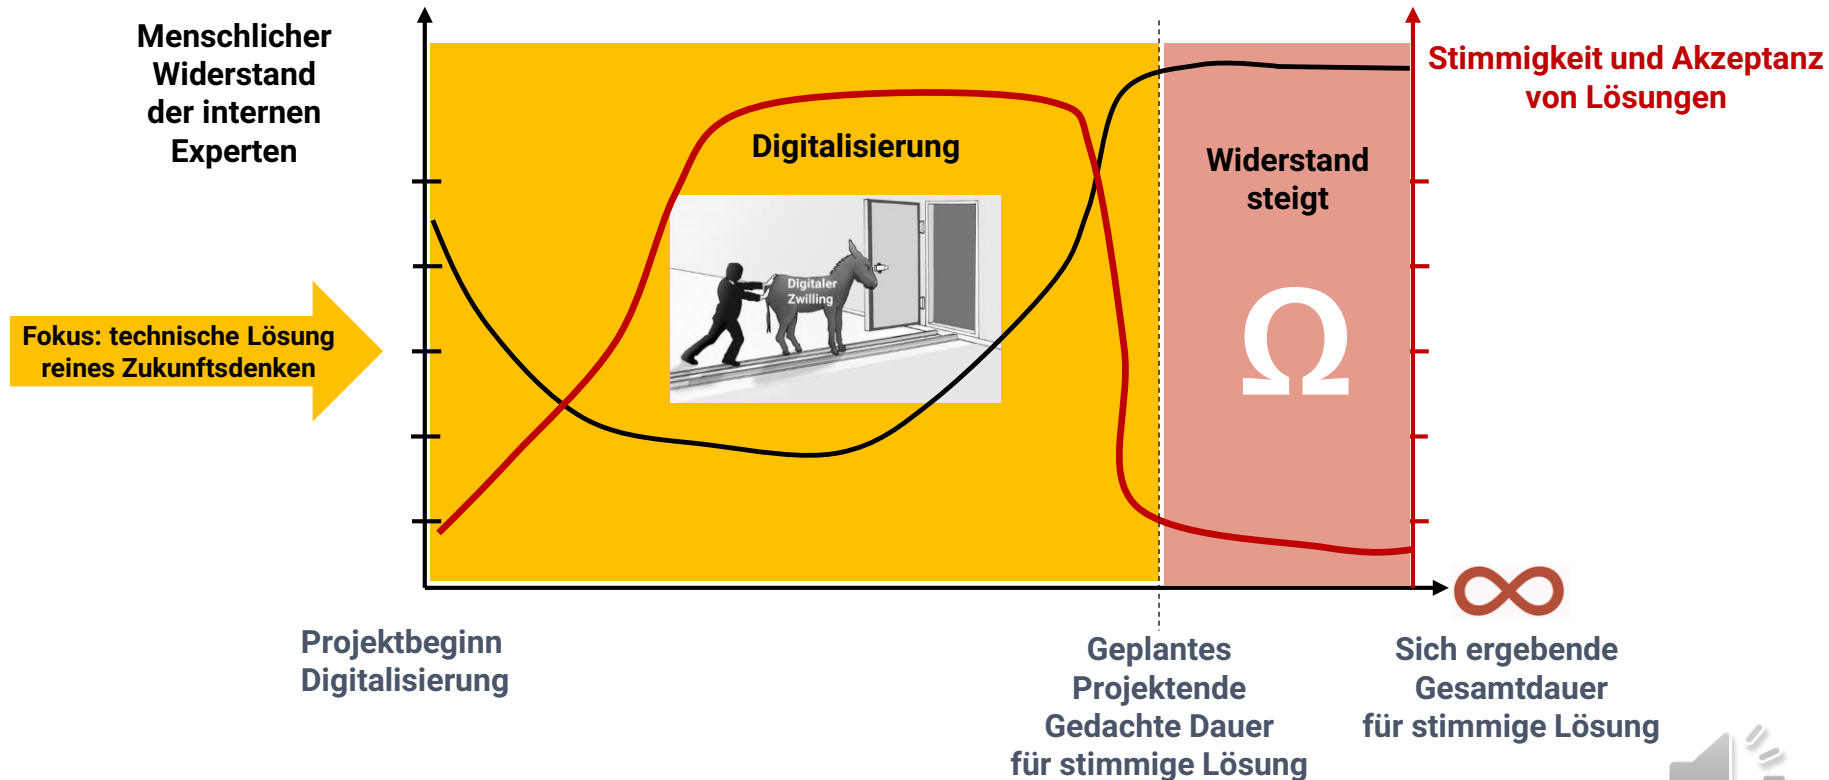 Menschlicher
Widerstand
der internen
Experten
Stimmigkeit und Akzeptanz
von Lösungen
Digitalisierung
Widerstand
steigt
Digitaler
Zwilling
Ω
Fokus: technische Lösung
reines Zukunftsdenken
∞
Projektbeginn
Digitalisierung
Geplantes
Projektende
Gedachte Dauer
für stimmige Lösung
Sich ergebende
Gesamtdauer
für stimmige Lösung